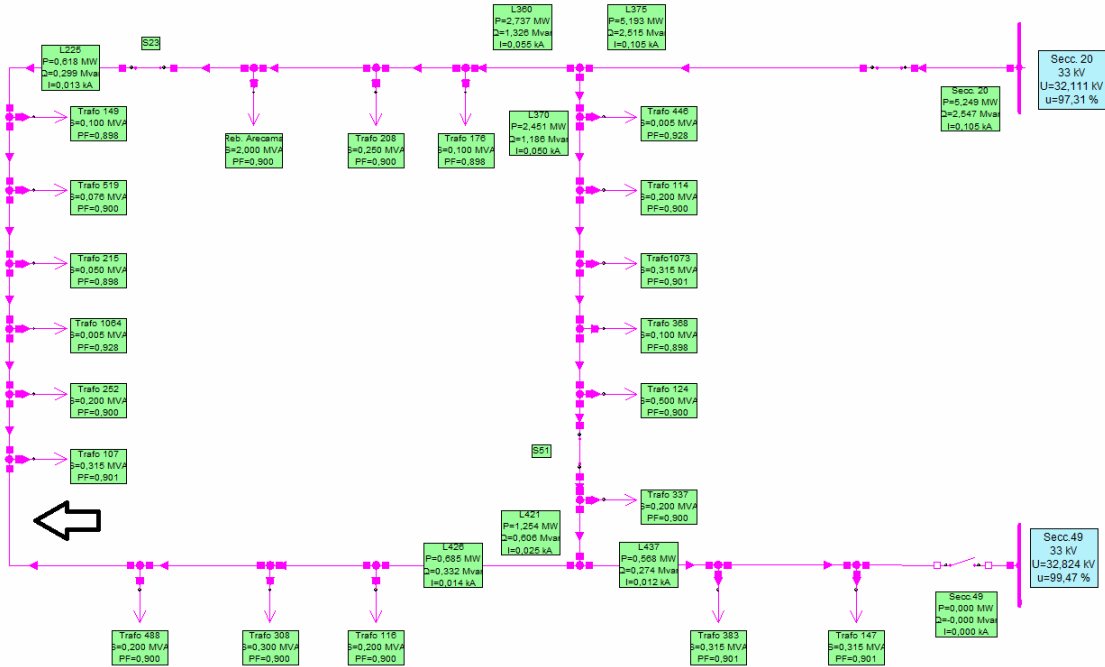 L360
P=2,737 MW
Q=1,326 Mvar
I=0,055 kA
L375
P=5,193 MW
Q=2,515 Mvar
I=0,105 kA
L225
P=0,618 MW
Q=0,299 Mvar
I=0,013 kA
S23
Secc. 20
33 kV
U=32,111 kV
u=97,31 %
Secc. 20
P=5,249 MW
Q=2,547 Mvar
I=0,105 kA
Trafo 149
S=0,100 MVA
PF=0,898
Reb. Arecama
S=2,000 MVA
PF=0,900
Trafo 208
S=0,250 MVA
PF=0,900
Trafo 176
S=0,100 MVA
PF=0,898
L370
P=2,451 MW
Q=1,186 Mvar
I=0,050 kA
Trafo 446
S=0,005 MVA
PF=0,928
Trafo 519
S=0,076 MVA
PF=0,900
Trafo 114
S=0,200 MVA
PF=0,900
Trafo 215
S=0,050 MVA
PF=0,898
Trafo1073
S=0,315 MVA
PF=0,901
Trafo 1064
S=0,005 MVA
PF=0,928
Trafo 368
S=0,100 MVA
PF=0,898
Trafo 252
S=0,200 MVA
PF=0,900
Trafo 124
S=0,500 MVA
PF=0,900
Trafo 107
S=0,315 MVA
PF=0,901
S51
Trafo 337
S=0,200 MVA
PF=0,900
L421
P=1,254 MW
Q=0,606 Mvar
I=0,025 kA
L426
P=0,685 MW
Q=0,332 Mvar
I=0,014 kA
L437
P=0,568 MW
Q=0,274 Mvar
I=0,012 kA
Secc.49
33 kV
U=32,824 kV
u=99,47 %
Secc.49
P=0,000 MW
Q=-0,000 Mvar
I=0,000 kA
Trafo 488
S=0,200 MVA
PF=0,900
Trafo 308
S=0,300 MVA
PF=0,900
Trafo 116
S=0,200 MVA
PF=0,900
Trafo 383
S=0,315 MVA
PF=0,901
Trafo 147
S=0,315 MVA
PF=0,901